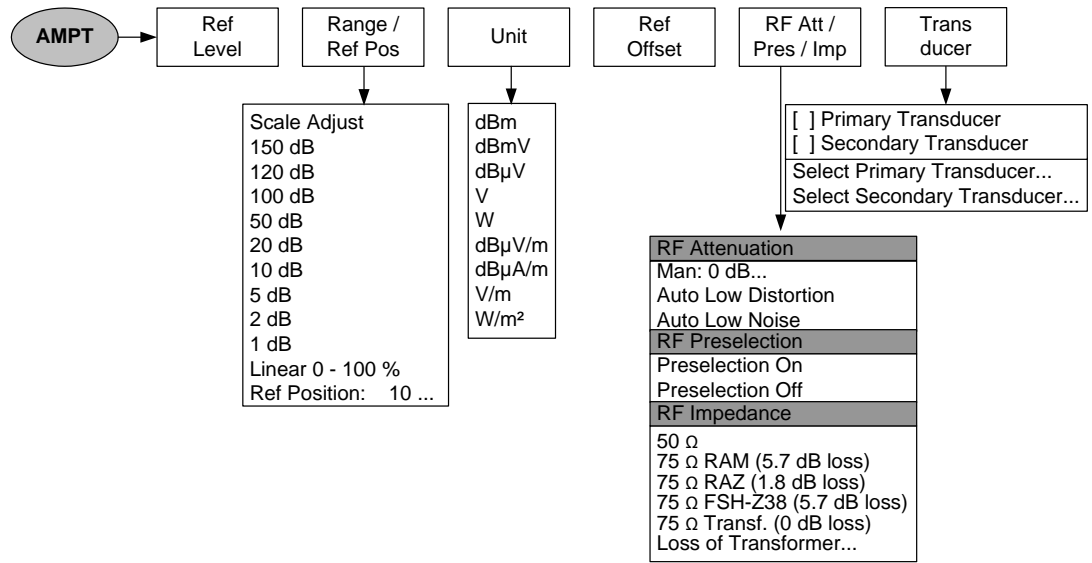 AMPT
Ref
Level
Range /
Ref Pos
Unit
Ref
Offset
RF Att /
Pres / Imp
Trans
ducer
Scale Adjust
150 dB
120 dB
100 dB
50 dB
20 dB
10 dB
5 dB
2 dB
1 dB
Linear 0 - 100 %
Ref Position: 10 ...
dBm
dBmV
dBµV
V
W
dBµV/m
dBµA/m
V/m
W/m²
[ ] Primary Transducer
[ ] Secondary Transducer
Select Primary Transducer...
Select Secondary Transducer...
RF Attenuation
Man: 0 dB...
Auto Low Distortion
Auto Low Noise
RF Preselection
Preselection On
Preselection Off
RF Impedance
50 Ω
75 Ω RAM (5.7 dB loss)
75 Ω RAZ (1.8 dB loss)
75 Ω FSH-Z38 (5.7 dB loss)
75 Ω Transf. (0 dB loss)
Loss of Transformer...